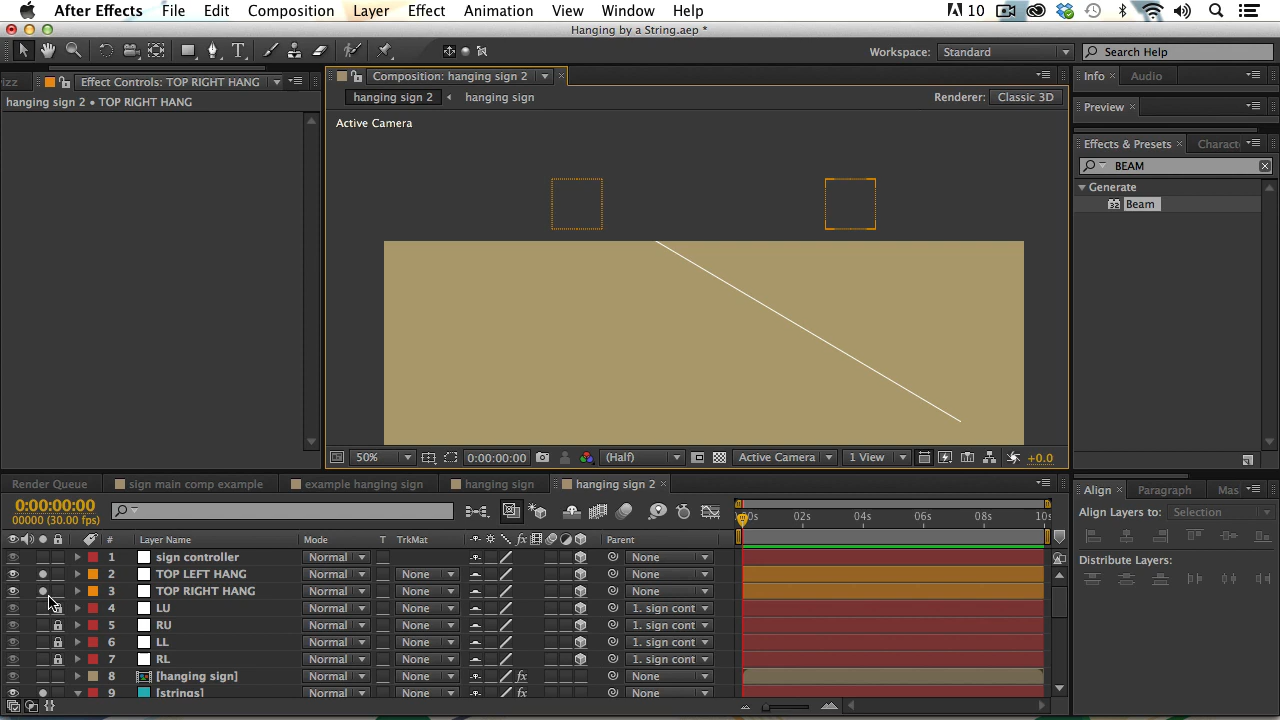 After Effects File Edit Composition Layer Effect Animation View Window Help 10
Hanging by a String.aep *
Workspace: Standard Search Help
Effect Controls: TOP RIGHT HANG Composition: hanging sign 2 Info Audio
hanging sign 2 • TOP RIGHT HANG hanging sign 2 hanging sign Renderer: Classic 3D Preview
Active Camera
Effects & Presets
BEAM
Generate
32 Beam
50% 0:00:00:00 (Half) Active Camera 1 View +0.0
Render Queue sign main comp example example hanging sign hanging sign hanging sign 2 Align Paragraph
0:00:00:00
00000 (30.00 fps) Align Layers to: Selection
02s 04s 06s 08s
# Layer Name Mode T TrkMat fx Parent
1 sign controller Normal None
2 TOP LEFT HANG Normal None None
3 TOP RIGHT HANG Normal None None
4 LU Normal None 1. sign cont
5 RU Normal None 1. sign cont
6 LL Normal None 1. sign cont
7 RL Normal None 1. sign cont
8 [hanging sign] Normal None fx None
9 [strings] Normal None fx None
Distribute Layers: